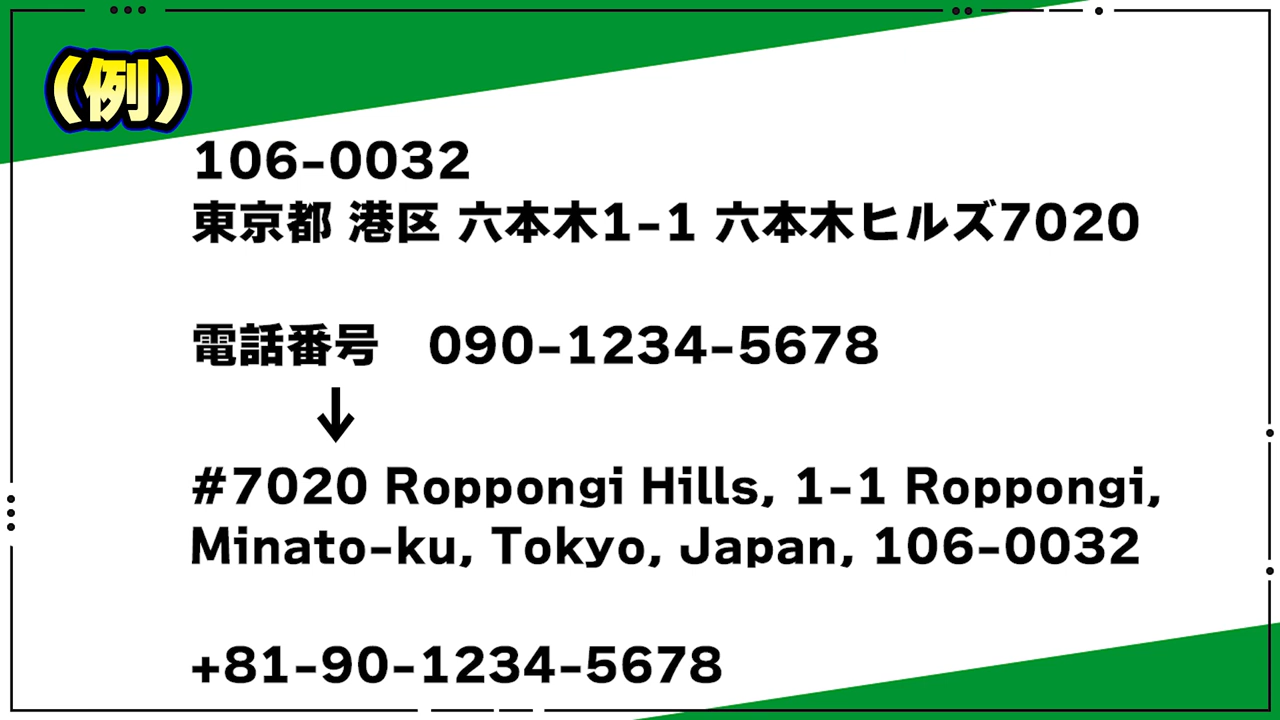 （例）
106-0032
東京都 港区 六本木1-1 六本木ヒルズ7020
電話番号　090-1234-5678
↓
#7020 Roppongi Hills, 1-1 Roppongi,
Minato-ku, Tokyo, Japan, 106-0032
+81-90-1234-5678